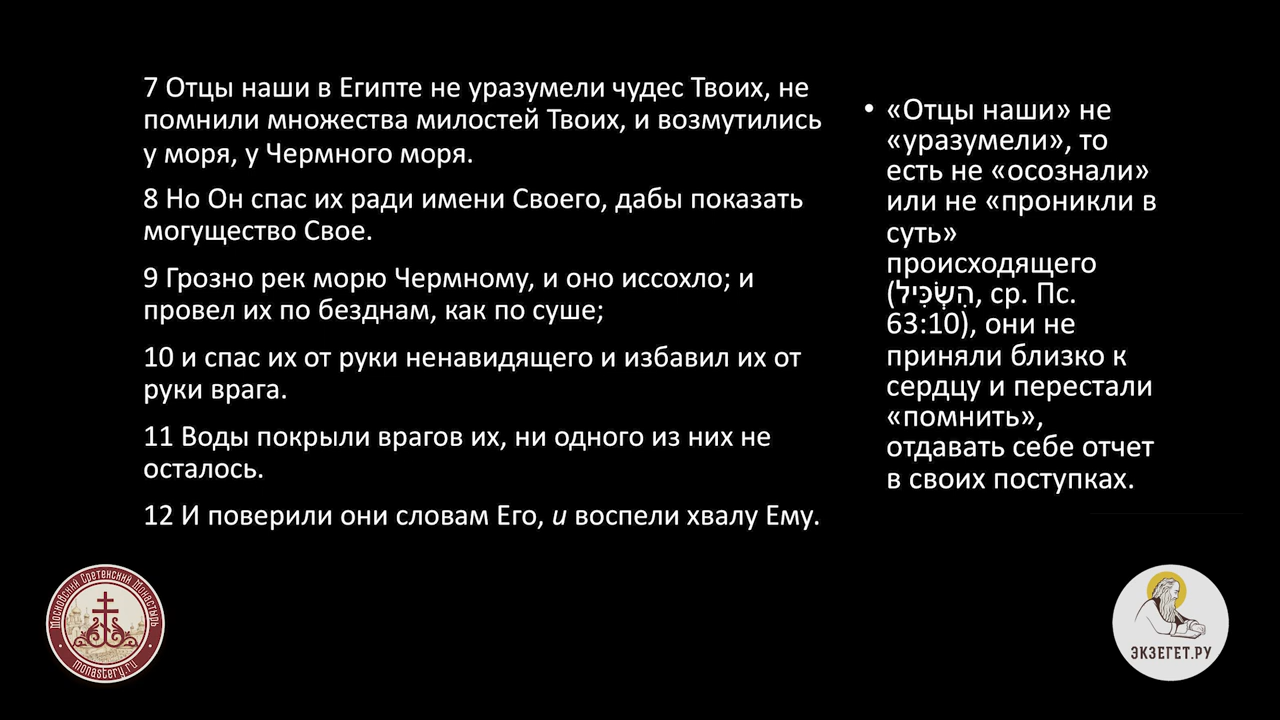 7 Отцы наши в Египте не уразумели чудес Твоих, не
помнили множества милостей Твоих, и возмутились
у моря, у Чермного моря.
8 Но Он спас их ради имени Своего, дабы показать
могущество Свое.
9 Грозно рек морю Чермному, и оно иссохло; и
провел их по безднам, как по суше;
10 и спас их от руки ненавидящего и избавил их от
руки врага.
11 Воды покрыли врагов их, ни одного из них не
осталось.
12 И поверили они словам Его, и воспели хвалу Ему.
• «Отцы наши» не
«уразумели», то
есть не «осознали»
или не «проникли в
суть»
происходящего
(הִשְׂכִּיל, ср. Пс.
63:10), они не
приняли близко к
сердцу и перестали
«помнить»,
отдавать себе отчет
в своих поступках.
Московский Сретенский Монастырь
monastery.ru
ЭКЗЕГЕТ.РУ